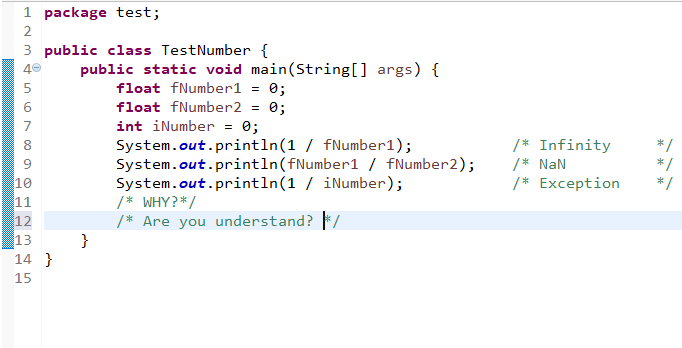 1 package test;
2
3 public class TestNumber {
4     public static void main(String[] args) {
5         float fNumber1 = 0;
6         float fNumber2 = 0;
7         int iNumber = 0;
8         System.out.println(1 / fNumber1);           /* Infinity     */
9         System.out.println(fNumber1 / fNumber2);    /* NaN          */
10         System.out.println(1 / iNumber);            /* Exception    */
11         /* WHY?*/
12         /* Are you understand? */
13     }
14 }
15